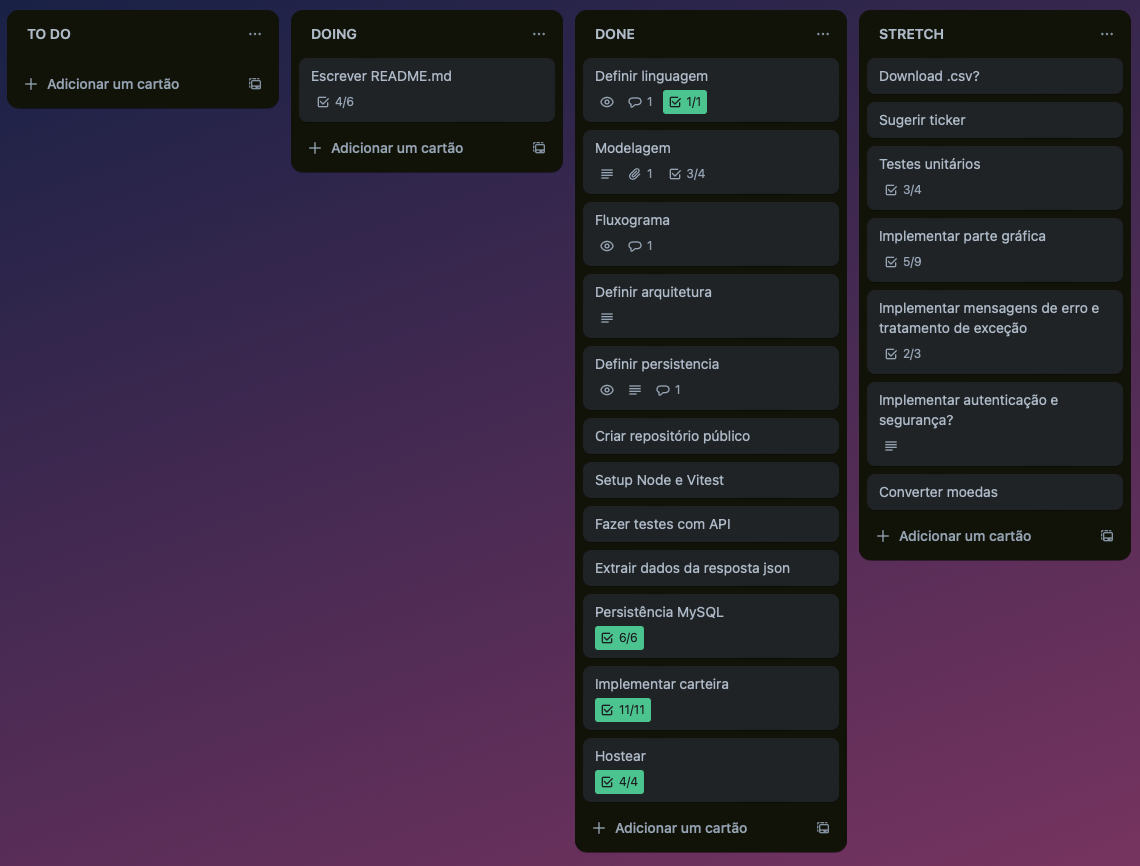 TO DO
Adicionar um cartão
DOING
Escrever README.md
4/6
Adicionar um cartão
DONE
Definir linguagem
1 1/1
Modelagem
1 3/4
Fluxograma
1
Definir arquitetura
Definir persistencia
1
Criar repositório público
Setup Node e Vitest
Fazer testes com API
Extrair dados da resposta json
Persistência MySQL
6/6
Implementar carteira
11/11
Hostear
4/4
Adicionar um cartão
STRETCH
Download .csv?
Sugerir ticker
Testes unitários
3/4
Implementar parte gráfica
5/9
Implementar mensagens de erro e
tratamento de exceção
2/3
Implementar autenticação e
segurança?
Converter moedas
Adicionar um cartão